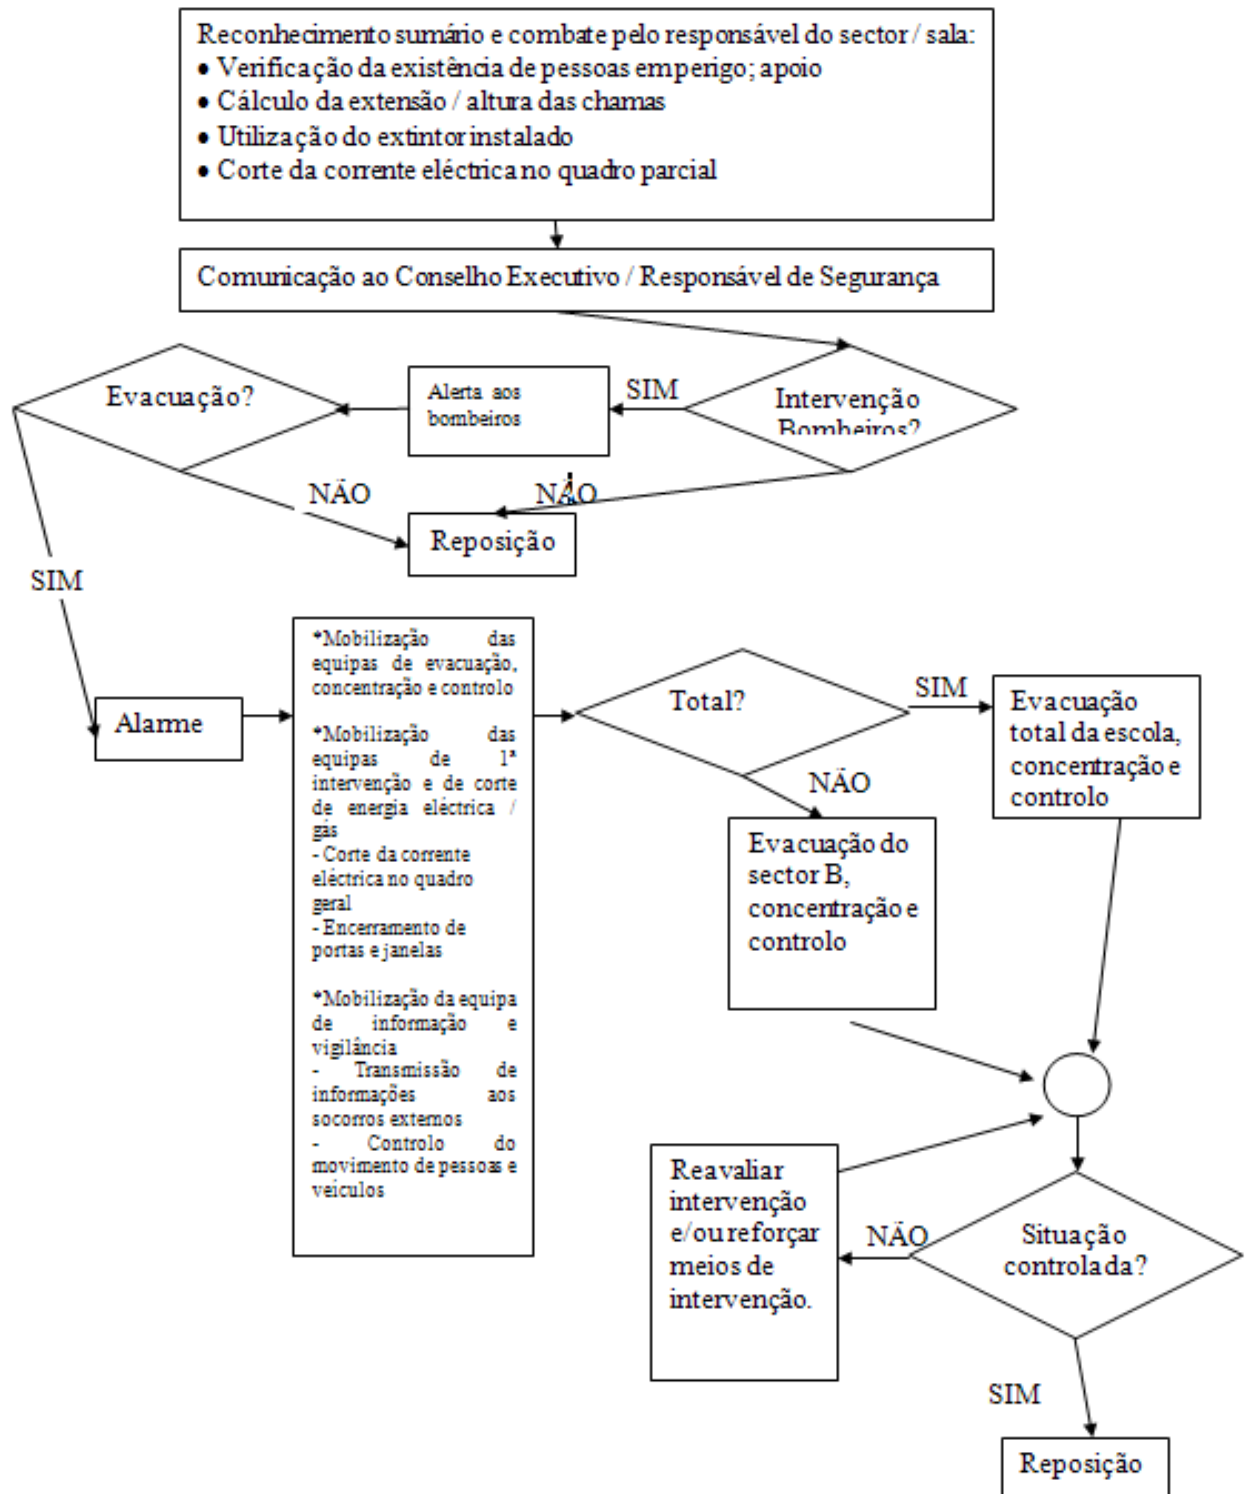 Reconhecimento sumário e combate pelo responsável do sector / sala:
• Verificação da existência de pessoas em perigo; apoio
• Cálculo da extensão / altura das chamas
• Utilização do extintor instalado
• Corte da corrente eléctrica no quadro parcial
Comunicação ao Conselho Executivo / Responsável de Segurança
Evacuação?
Alerta aos
bombeiros
SIM
Intervenção
Bombeiros?
NÃO
NÃO
Reposição
SIM
Alarme
*Mobilização das
equipas de evacuação,
concentração e controlo
*Mobilização das
equipas de 1ª
intervenção e de corte
de energia eléctrica /
gás
- Corte da corrente
eléctrica no quadro
geral
- Encerramento de
portas e janelas
*Mobilização da equipa
de informação e
vigilância
- Transmissão de
informações aos
socorros externos
- Controlo do
movimento de pessoas e
veículos
Total?
SIM
Evacuação
total da escola,
concentração e
controlo
NÃO
Evacuação do
sector B,
concentração e
controlo
Reavaliar
intervenção
e/ou reforçar
meios de
intervenção.
NÃO
Situação
controlada?
SIM
Reposição